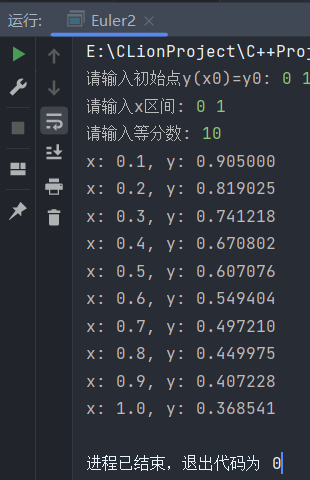 运行: Euler2
E:\CLionProject\C++Proj
请输入初始点y(x0)=y0: 0 1
请输入x区间: 0 1
请输入等分数: 10
x: 0.1, y: 0.905000
x: 0.2, y: 0.819025
x: 0.3, y: 0.741218
x: 0.4, y: 0.670802
x: 0.5, y: 0.607076
x: 0.6, y: 0.549404
x: 0.7, y: 0.497210
x: 0.8, y: 0.449975
x: 0.9, y: 0.407228
x: 1.0, y: 0.368541
进程已结束，退出代码为 0